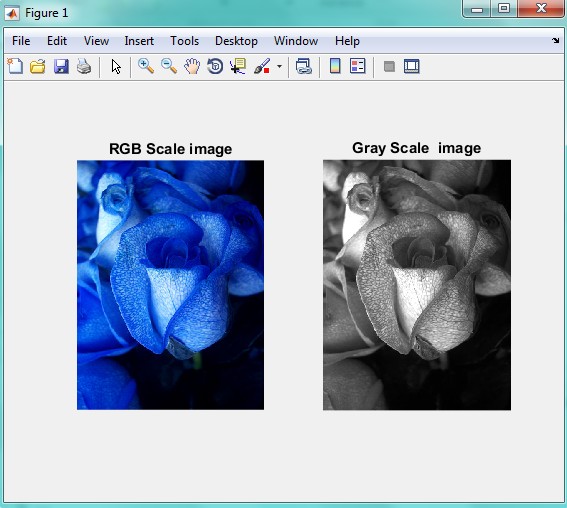 Figure 1
File Edit View Insert Tools Desktop Window Help
RGB Scale image
Gray Scale  image